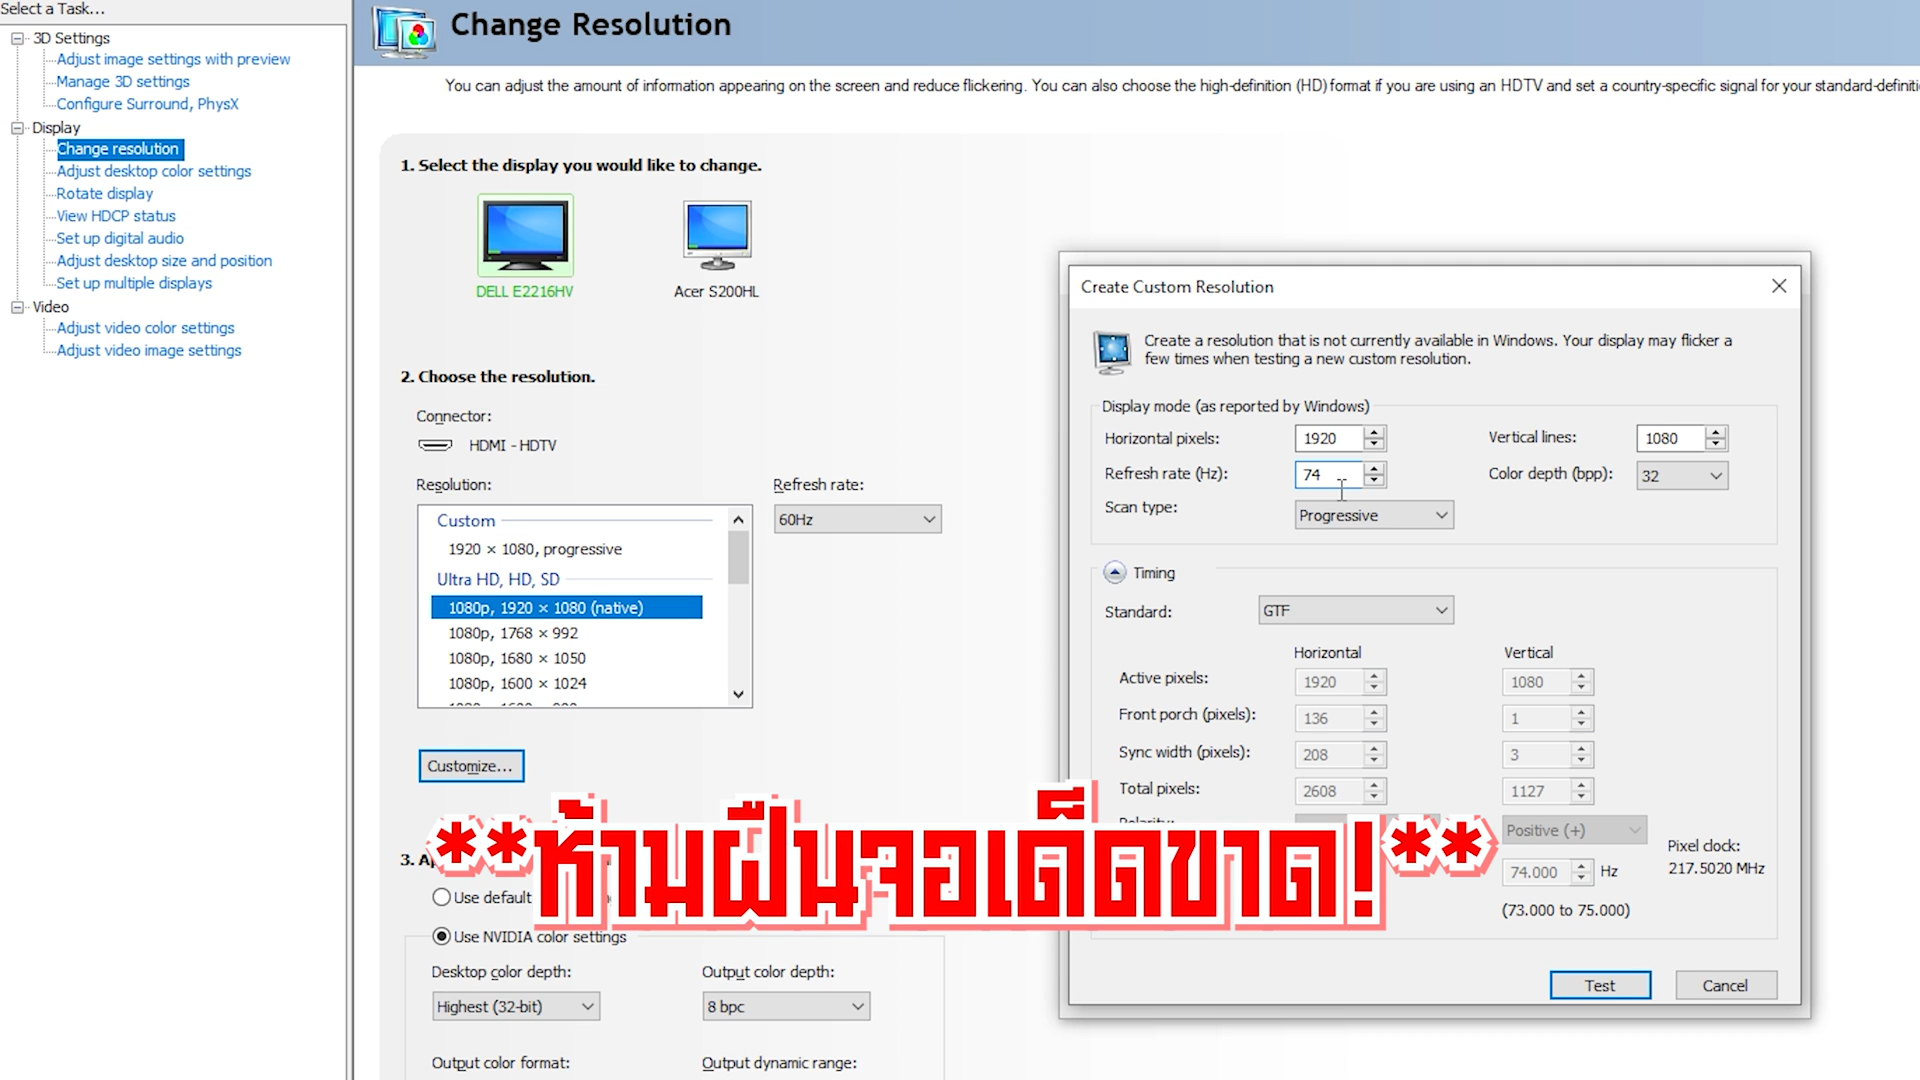 Select a Task...
3D Settings
Adjust image settings with preview
Manage 3D settings
Configure Surround, PhysX
Display
Change resolution
Adjust desktop color settings
Rotate display
View HDCP status
Set up digital audio
Adjust desktop size and position
Set up multiple displays
Video
Adjust video color settings
Adjust video image settings
Change Resolution
You can adjust the amount of information appearing on the screen and reduce flickering. You can also choose the high-definition (HD) format if you are using an HDTV and set a country-specific signal for your standard-definiti
1. Select the display you would like to change.
DELL E2216HV
Acer S200HL
2. Choose the resolution.
Connector:
HDMI - HDTV
Resolution:
Refresh rate:
Custom
1920 × 1080, progressive
Ultra HD, HD, SD
1080p, 1920 × 1080 (native)
1080p, 1768 × 992
1080p, 1680 × 1050
1080p, 1600 × 1024
60Hz
Customize...
3. A
Use default
Use NVIDIA color settings
Desktop color depth:
Output color depth:
Highest (32-bit)
8 bpc
Output color format:
Output dynamic range:
Create Custom Resolution
Create a resolution that is not currently available in Windows. Your display may flicker a
few times when testing a new custom resolution.
Display mode (as reported by Windows)
Horizontal pixels: 1920 Vertical lines: 1080
Refresh rate (Hz): 74 Color depth (bpp): 32
Scan type: Progressive
Timing
Standard: GTF
Horizontal Vertical
Active pixels: 1920 1080
Front porch (pixels): 136 1
Sync width (pixels): 208 3
Total pixels: 2608 1127
Positive (+)
Pixel clock:
217.5020 MHz
74.000 Hz
(73.000 to 75.000)
Test Cancel
**ห้ามฝืนจอเด็ดขาด!**